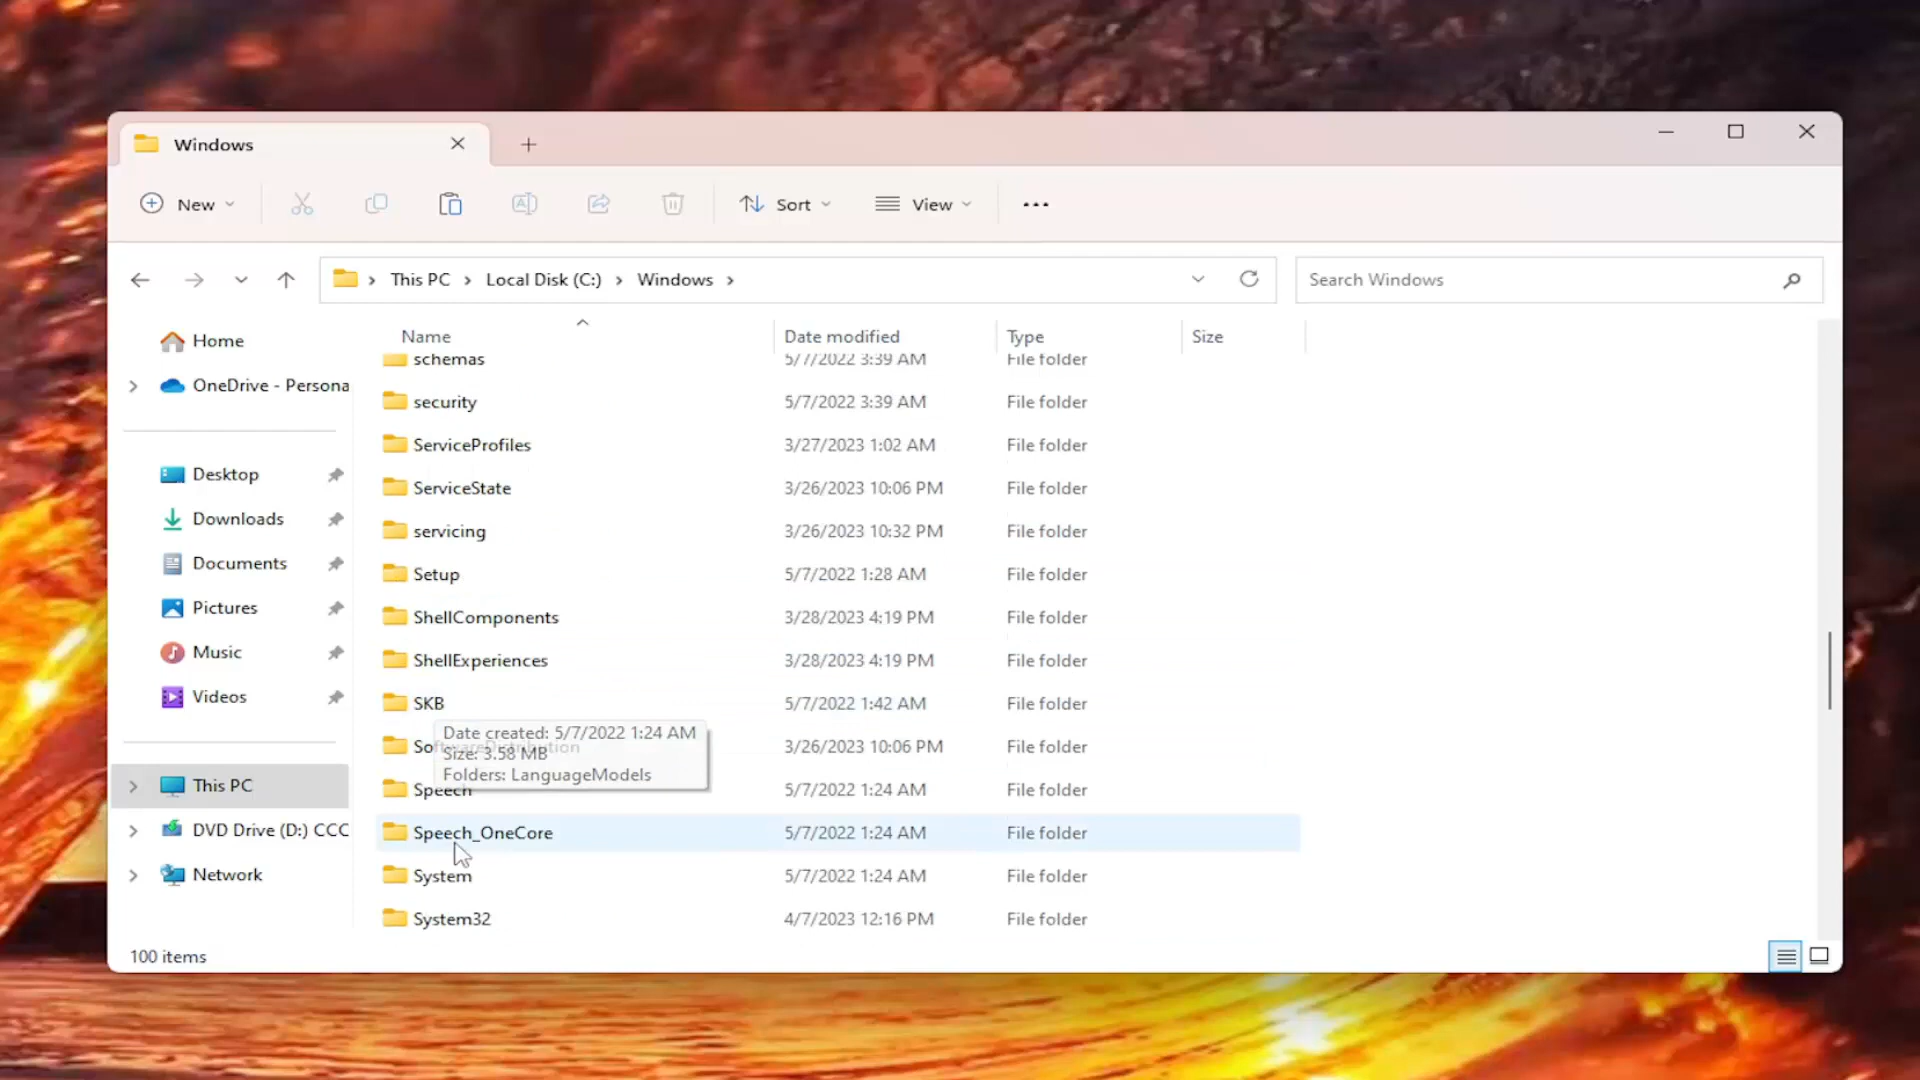 Windows
New
Sort
View
This PC
Local Disk (C:)
Windows
Search Windows
Name
Date modified
Type
Size
Home
OneDrive - Persona
Desktop
Downloads
Documents
Pictures
Music
Videos
This PC
DVD Drive (D:) CCC
Network
schemas 5/7/2022 3:39 AM File folder
security 5/7/2022 3:39 AM File folder
ServiceProfiles 3/27/2023 1:02 AM File folder
ServiceState 3/26/2023 10:06 PM File folder
servicing 3/26/2023 10:32 PM File folder
Setup 5/7/2022 1:28 AM File folder
ShellComponents 3/28/2023 4:19 PM File folder
ShellExperiences 3/28/2023 4:19 PM File folder
SKB 5/7/2022 1:42 AM File folder
SoftwareDistribution 3/26/2023 10:06 PM File folder
Date created: 5/7/2022 1:24 AM
Size: 3.58 MB
Folders: LanguageModels
Speech 5/7/2022 1:24 AM File folder
Speech_OneCore 5/7/2022 1:24 AM File folder
System 5/7/2022 1:24 AM File folder
System32 4/7/2023 12:16 PM File folder
100 items